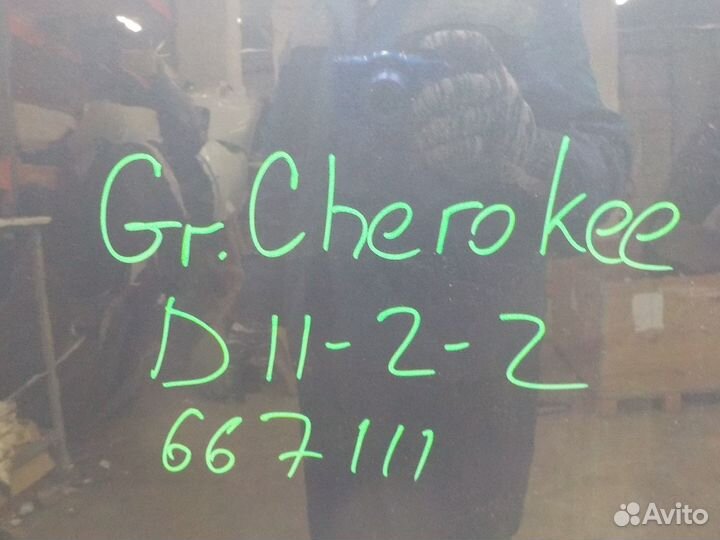 Gr. Cherokee
D 11-2-2
667111
Avito